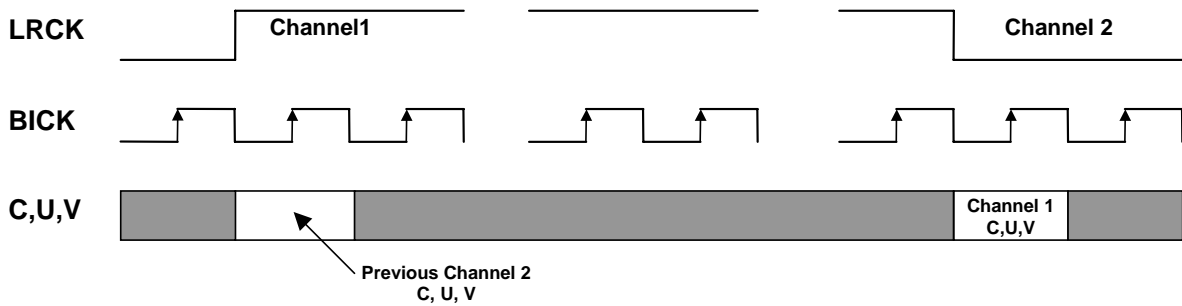 LRCK
Channel1
Channel 2
BICK
C,U,V
Channel 1
C,U,V
Previous Channel 2
C, U, V